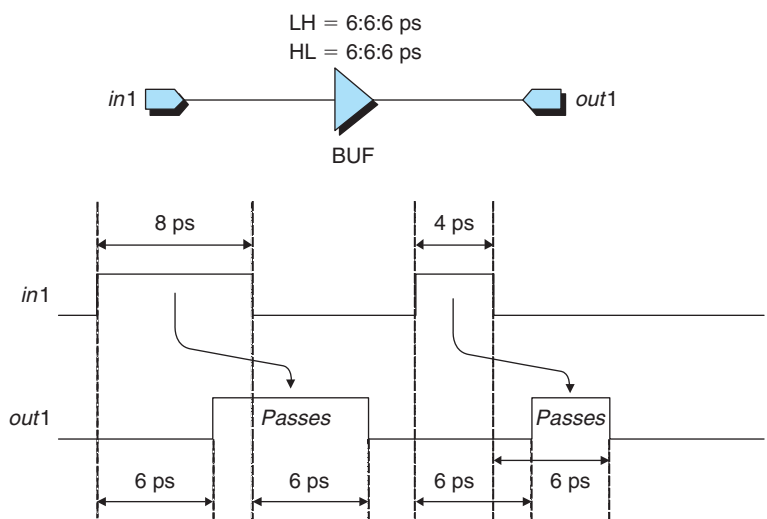 LH = 6:6:6 ps
HL = 6:6:6 ps
in1
out1
BUF
8 ps
4 ps
in1
out1
Passes
Passes
6 ps
6 ps
6 ps
6 ps